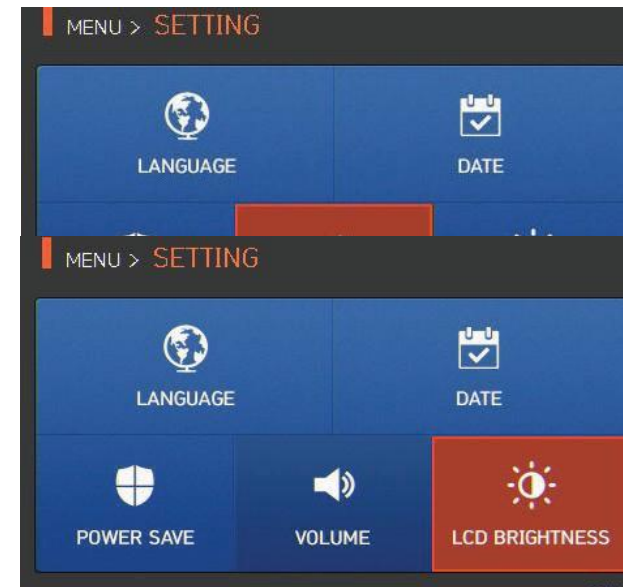 MENU > SETTING
LANGUAGE DATE
MENU > SETTING
LANGUAGE DATE
POWER SAVE VOLUME LCD BRIGHTNESS